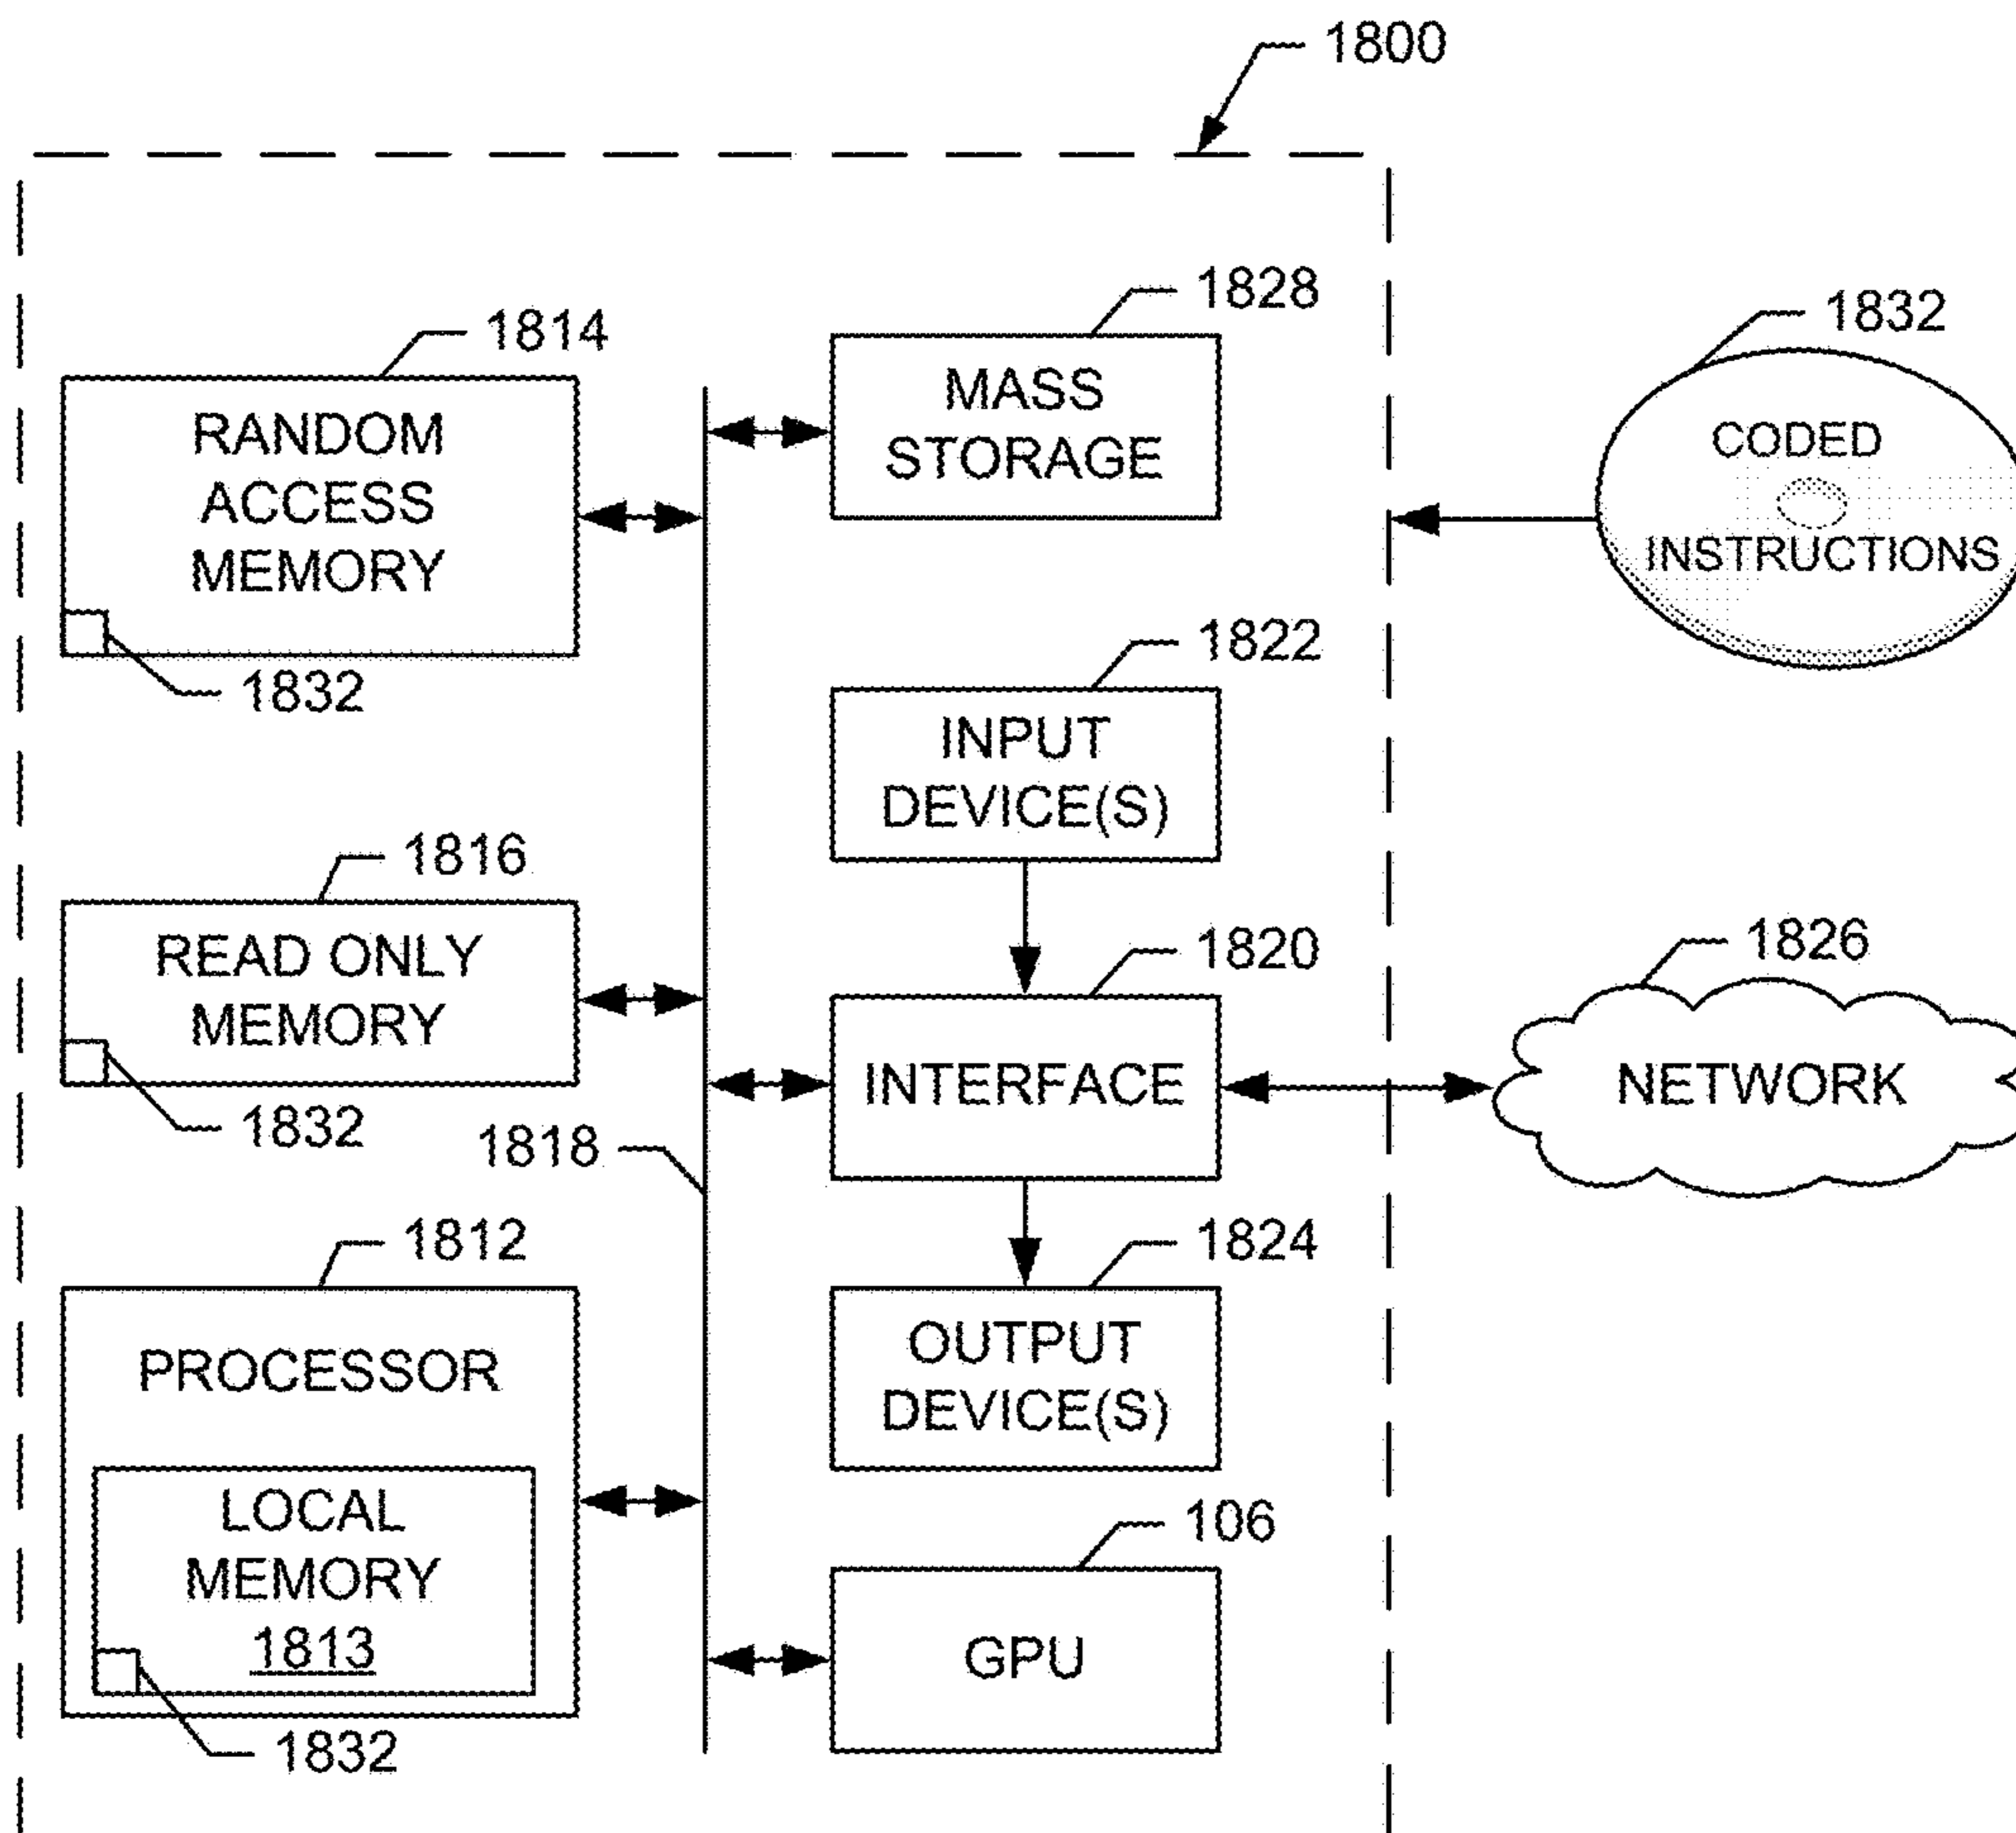 1800
1828
1814
1832
MASS
STORAGE
RANDOM
ACCESS
MEMORY
CODED
INSTRUCTIONS
1832
1822
INPUT
DEVICE(S)
1816
READ ONLY
MEMORY
1820
1826
INTERFACE
NETWORK
1832
1818
1812
1824
PROCESSOR
OUTPUT
DEVICE(S)
LOCAL
MEMORY
1813
106
GPU
1832